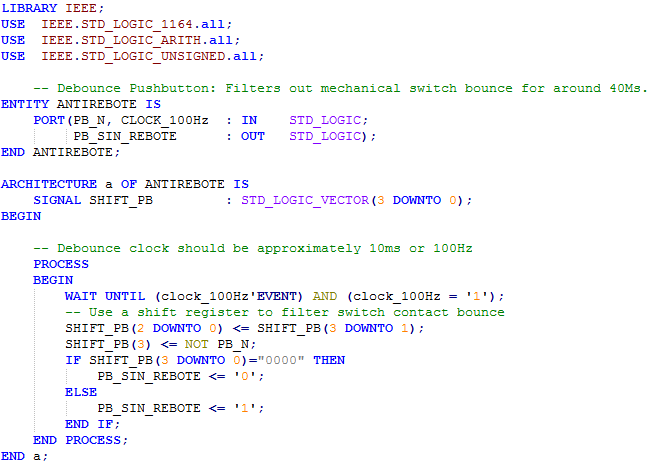 LIBRARY IEEE;
USE  IEEE.STD_LOGIC_1164.all;
USE  IEEE.STD_LOGIC_ARITH.all;
USE  IEEE.STD_LOGIC_UNSIGNED.all;

    -- Debounce Pushbutton: Filters out mechanical switch bounce for around 40Ms.
ENTITY ANTIREBOTE IS
    PORT(PB_N, CLOCK_100Hz  : IN    STD_LOGIC;
         PB_SIN_REBOTE      : OUT   STD_LOGIC);
END ANTIREBOTE;

ARCHITECTURE a OF ANTIREBOTE IS
    SIGNAL SHIFT_PB         : STD_LOGIC_VECTOR(3 DOWNTO 0);
BEGIN

    -- Debounce clock should be approximately 10ms or 100Hz
    PROCESS
    BEGIN
        WAIT UNTIL (clock_100Hz'EVENT) AND (clock_100Hz = '1');
        -- Use a shift register to filter switch contact bounce
        SHIFT_PB(2 DOWNTO 0) <= SHIFT_PB(3 DOWNTO 1);
        SHIFT_PB(3) <= NOT PB_N;
        IF SHIFT_PB(3 DOWNTO 0)="0000" THEN
            PB_SIN_REBOTE <= '0';
        ELSE
            PB_SIN_REBOTE <= '1';
        END IF;
    END PROCESS;
END a;